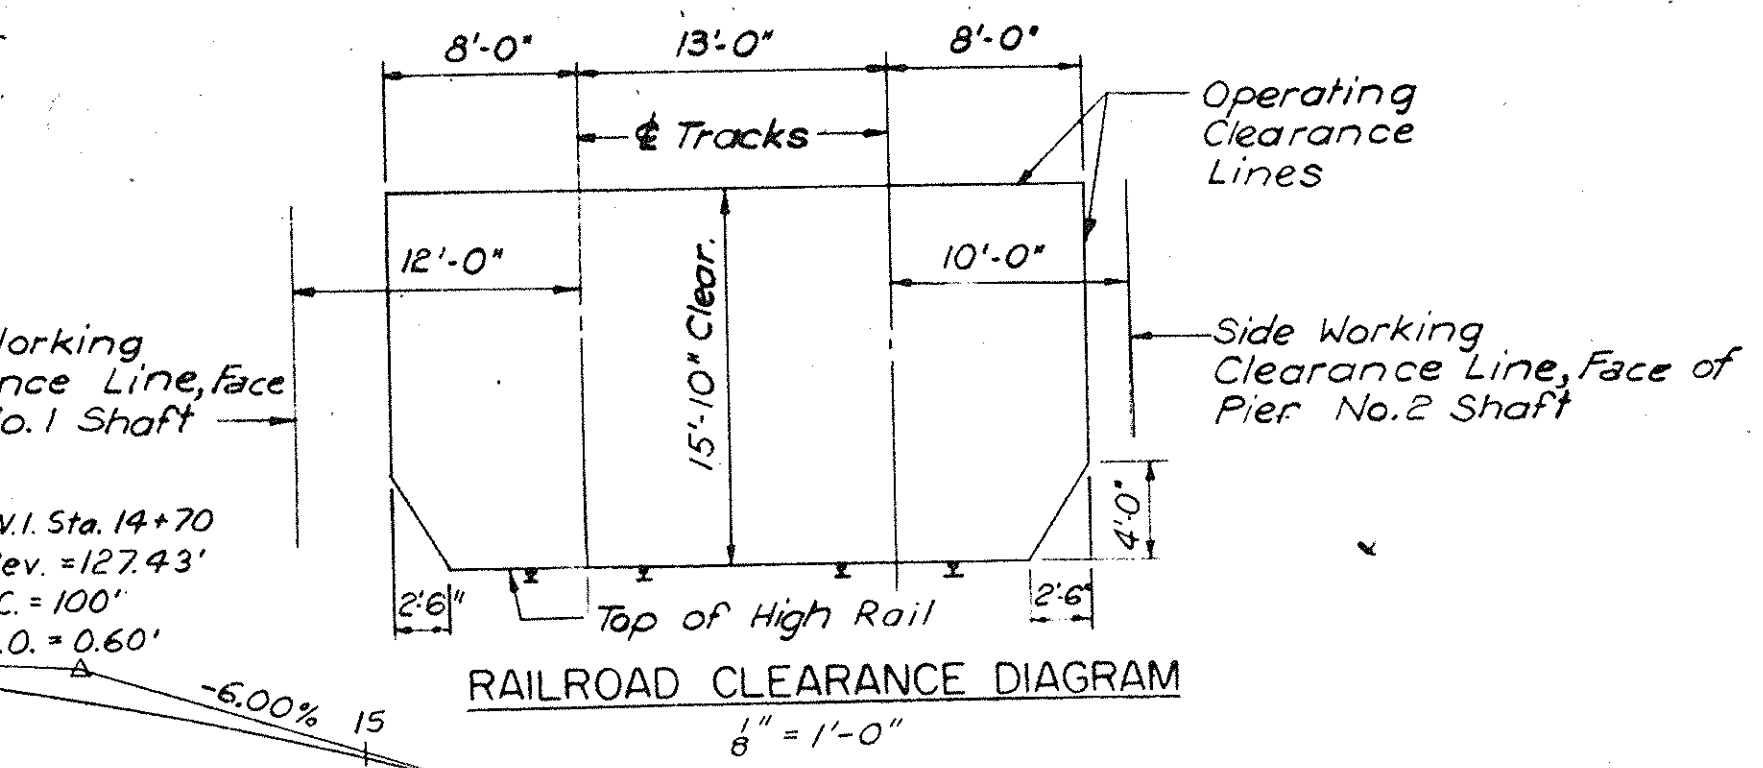 8'-0" 13'-0" 8'-0"
℄ Tracks
Operating
Clearance
Lines
12'-0"
15'-10" Clear.
10'-0"
Line, Face
No. 1 Shaft
Side Working
Clearance Line, Face of
Pier No. 2 Shaft
V.I. Sta. 14+70
= 127.43'
C. = 100'
.O. = 0.60'
4'-0"
2'-6"
2'-6"
Top of High Rail
-6.00%
15
RAILROAD CLEARANCE DIAGRAM
1/8" = 1'-0"